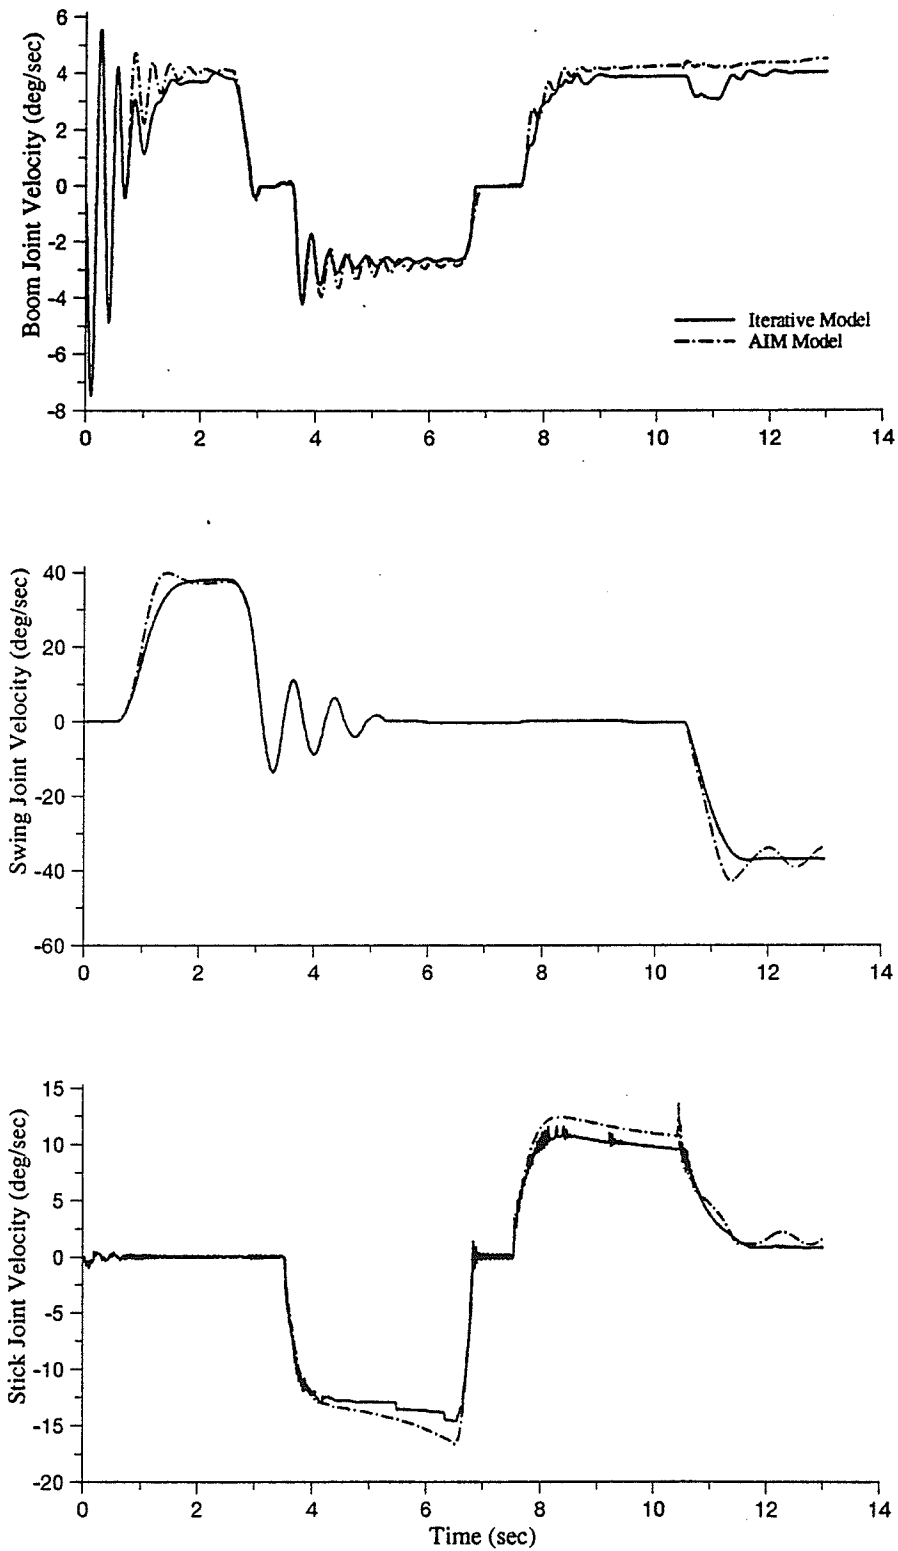 Boom Joint Velocity (deg/sec)
6
4
2
0
-2
-4
-6
-8
0 2 4 6 8 10 12 14
Iterative Model
AIM Model
Swing Joint Velocity (deg/sec)
40
20
0
-20
-40
-60
0 2 4 6 8 10 12 14
Stick Joint Velocity (deg/sec)
15
10
5
0
-5
-10
-15
-20
0 2 4 6 8 10 12 14
Time (sec)